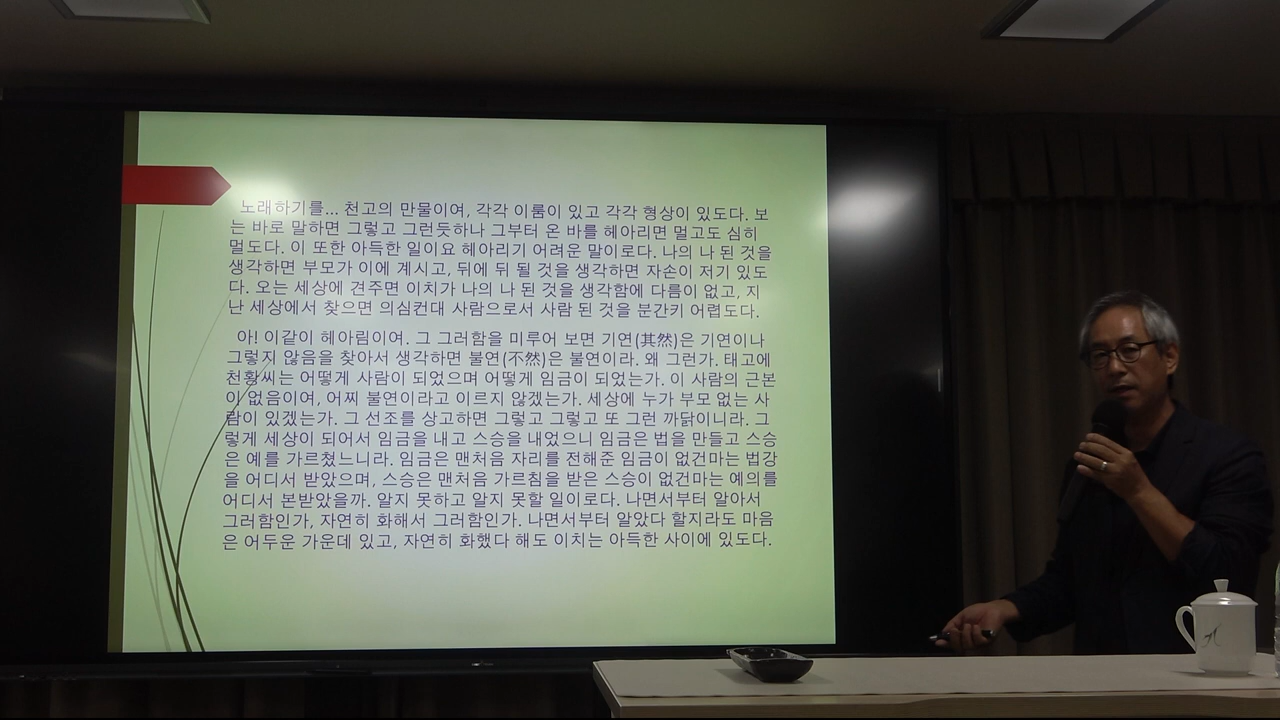 노래하기를... 천고의 만물이여, 각각 이룸이 있고 각각 형상이 있도다. 보
는 바로 말하면 그렇고 그런듯하나 그부터 온 바를 헤아리면 멀고도 심히
멀도다. 이 또한 아득한 일이요 헤아리기 어려운 말이로다. 나의 나 된 것을
생각하면 부모가 이에 계시고, 뒤에 뒤 될 것을 생각하면 자손이 저기 있도
다. 오는 세상에 견주면 이치가 나의 나 된 것을 생각함에 다름이 없고, 지
난 세상에서 찾으면 의심컨대 사람으로서 사람 된 것을 분간키 어렵도다.
아! 이같이 헤아림이여. 그 그러함을 미루어 보면 기연(其然)은 기연이나
그렇지 않음을 찾아서 생각하면 불연(不然)은 불연이라. 왜 그런가. 태고에
천황씨는 어떻게 사람이 되었으며 어떻게 임금이 되었는가. 이 사람의 근본
이 없음이여, 어찌 불연이라고 이르지 않겠는가. 세상에 누가 부모 없는 사
람이 있겠는가. 그 선조를 상고하면 그렇고 그렇고 또 그런 까닭이니라. 그
렇게 세상이 되어서 임금을 내고 스승을 내었으니 임금은 법을 만들고 스승
은 예를 가르쳤느니라. 임금은 맨처음 자리를 전해준 임금이 없건마는 법강
을 어디서 받았으며, 스승은 맨처음 가르침을 받은 스승이 없건마는 예의를
어디서 본받았을까. 알지 못하고 알지 못할 일이로다. 나면서부터 알아서
그러함인가, 자연히 화해서 그러함인가. 나면서부터 알았다 할지라도 마음
은 어두운 가운데 있고, 자연히 화했다 해도 이치는 아득한 사이에 있도다.